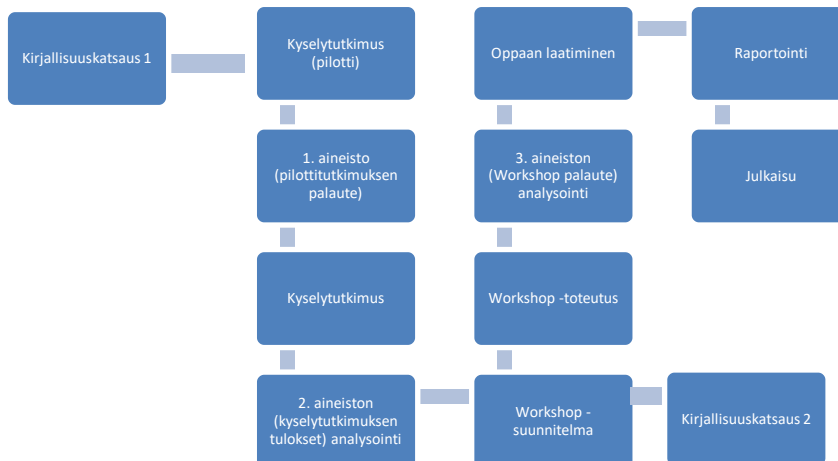 Kirjallisuuskatsaus 1
Kyselytutkimus
(pilotti)
1. aineisto
(pilottitutkimuksen
palaute)
Kyselytutkimus
2. aineiston
(kyselytutkimuksen
tulokset) analysointi
Workshop -
suunnitelma
Kirjallisuuskatsaus 2
Workshop -toteutus
3. aineiston
(Workshop palaute)
analysointi
Oppaan laatiminen
Raportointi
Julkaisu